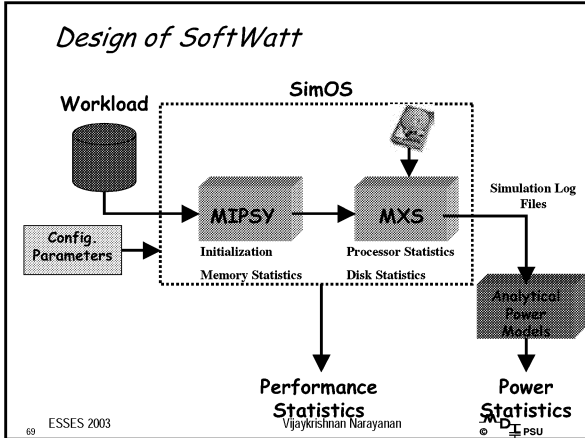 Design of SoftWatt
SimOS
Workload
MIPSY
MXS
Simulation Log
Files
Config.
Parameters
Initialization
Memory Statistics
Processor Statistics
Disk Statistics
Analytical
Power
Models
Performance
Statistics
Power
Statistics
69
ESSES 2003
Vijaykrishnan Narayanan
©
PSU